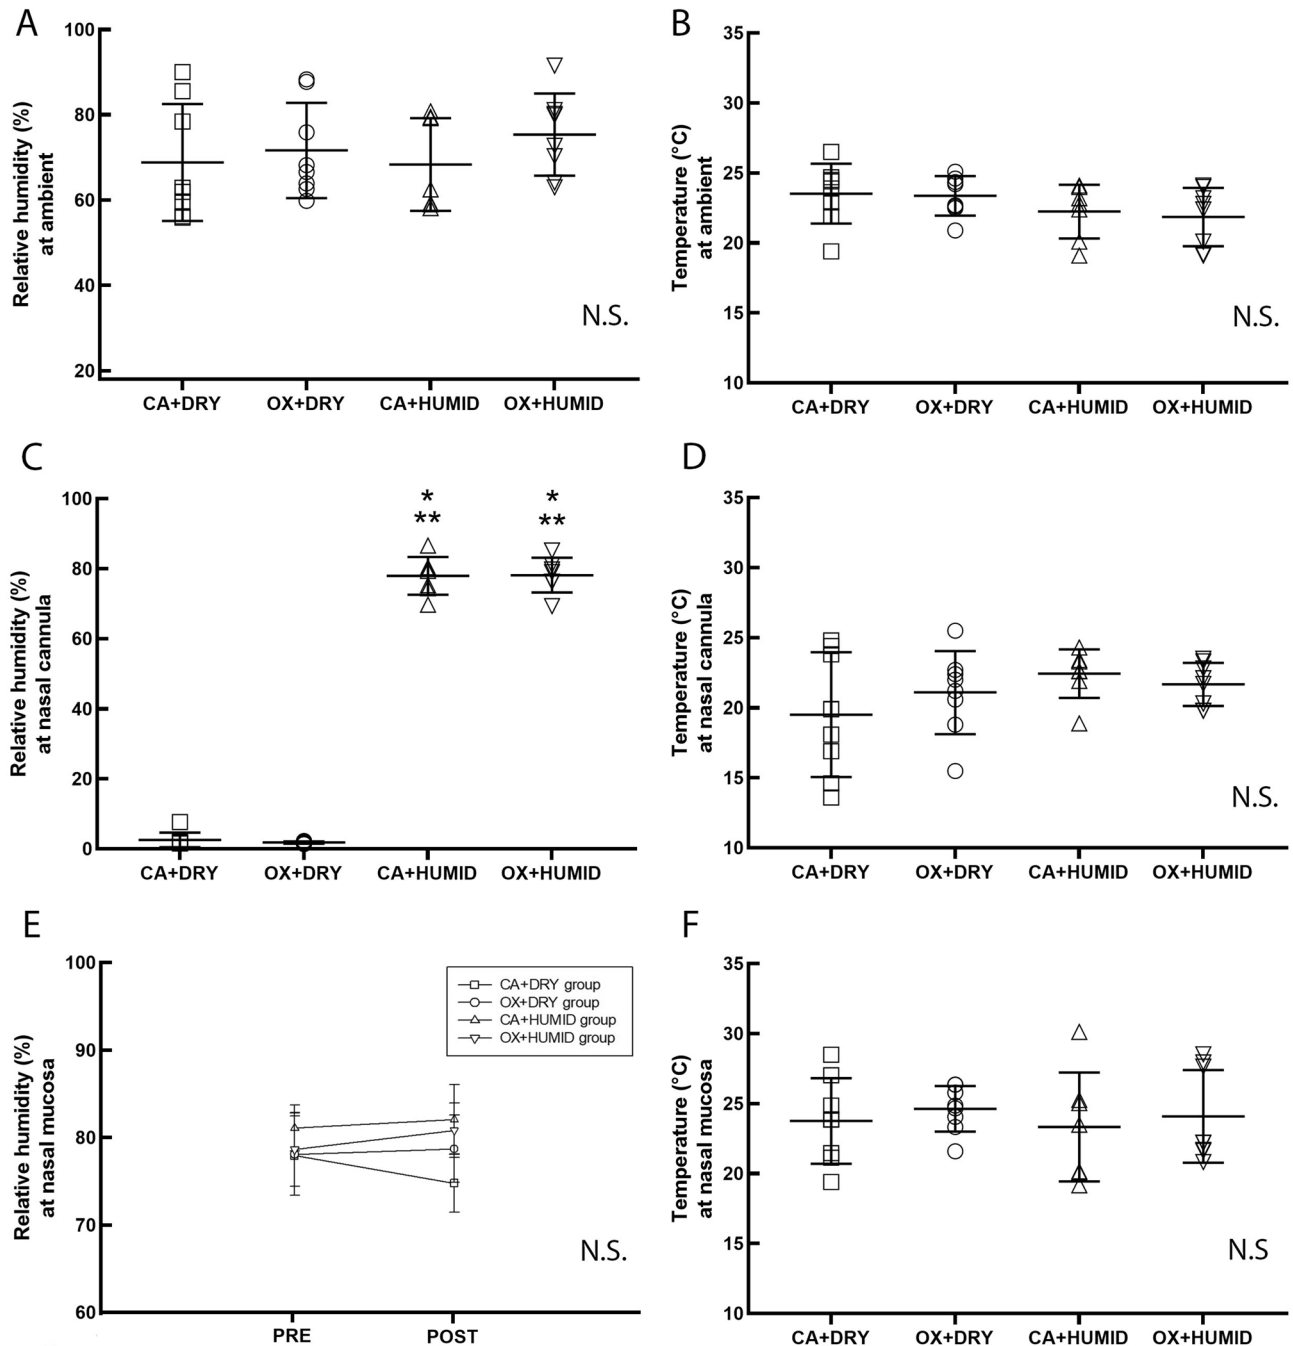 A
Relative humidity (%)
at ambient
100
80
60
40
20
N.S.
CA+DRY OX+DRY CA+HUMID OX+HUMID
B
Temperature (°C)
at ambient
35
30
25
20
15
10
N.S.
CA+DRY OX+DRY CA+HUMID OX+HUMID
C
Relative humidity (%)
at nasal cannula
100
80
60
40
20
0
* *
** **
CA+DRY OX+DRY CA+HUMID OX+HUMID
D
Temperature (°C)
at nasal cannula
35
30
25
20
15
10
N.S.
CA+DRY OX+DRY CA+HUMID OX+HUMID
E
Relative humidity (%)
at nasal mucosa
100
90
80
70
60
CA+DRY group
OX+DRY group
CA+HUMID group
OX+HUMID group
N.S.
PRE POST
F
Temperature (°C)
at nasal mucosa
35
30
25
20
15
10
N.S
CA+DRY OX+DRY CA+HUMID OX+HUMID